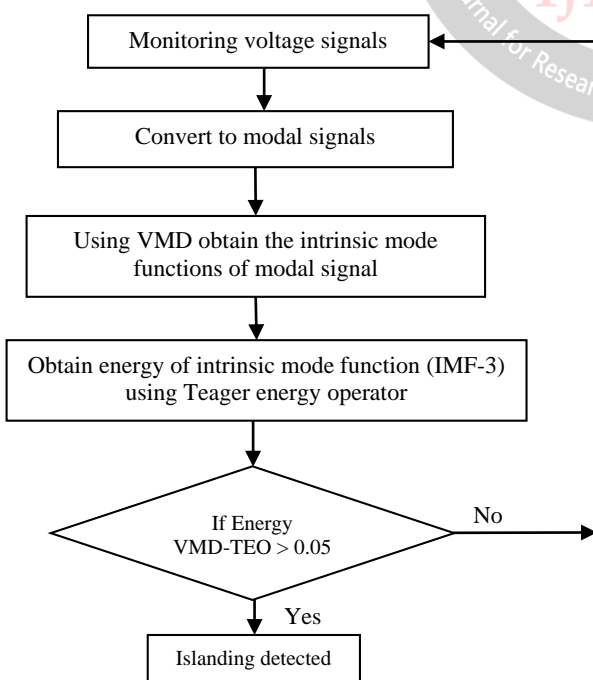 Monitoring voltage signals
Convert to modal signals
Using VMD obtain the intrinsic mode
functions of modal signal
Obtain energy of intrinsic mode function (IMF-3)
using Teager energy operator
If Energy
VMD-TEO > 0.05
No
Yes
Islanding detected